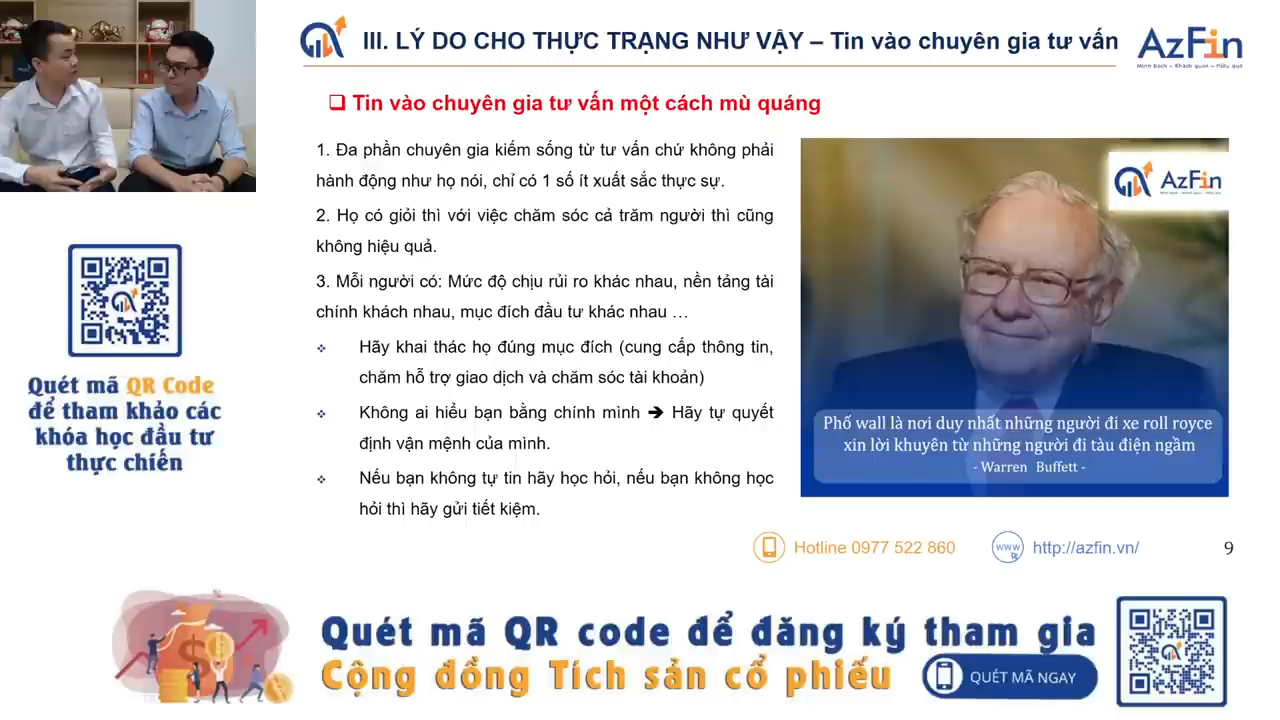 III. LÝ DO CHO THỰC TRẠNG NHƯ VẬY – Tin vào chuyên gia tư vấn
AzFin
Minh bạch – Khách quan – Hiệu quả
❑ Tin vào chuyên gia tư vấn một cách mù quáng
1. Đa phần chuyên gia kiếm sống từ tư vấn chứ không phải
hành động như họ nói, chỉ có 1 số ít xuất sắc thực sự.
2. Họ có giỏi thì với việc chăm sóc cả trăm người thì cũng
không hiệu quả.
3. Mỗi người có: Mức độ chịu rủi ro khác nhau, nền tảng tài
chính khách nhau, mục đích đầu tư khác nhau …
❖ Hãy khai thác họ đúng mục đích (cung cấp thông tin,
chăm hỗ trợ giao dịch và chăm sóc tài khoản)
❖ Không ai hiểu bạn bằng chính mình ➔ Hãy tự quyết
định vận mệnh của mình.
❖ Nếu bạn không tự tin hãy học hỏi, nếu bạn không học
hỏi thì hãy gửi tiết kiệm.
AzFin
Phố wall là nơi duy nhất những người đi xe roll royce
xin lời khuyên từ những người đi tàu điện ngầm
- Warren Buffett -
Quét mã QR Code
để tham khảo các
khóa học đầu tư
thực chiến
Hotline 0977 522 860
www
http://azfin.vn/
9
Quét mã QR code để đăng ký tham gia
Cộng đồng Tích sản cổ phiếu
QUÉT MÃ NGAY